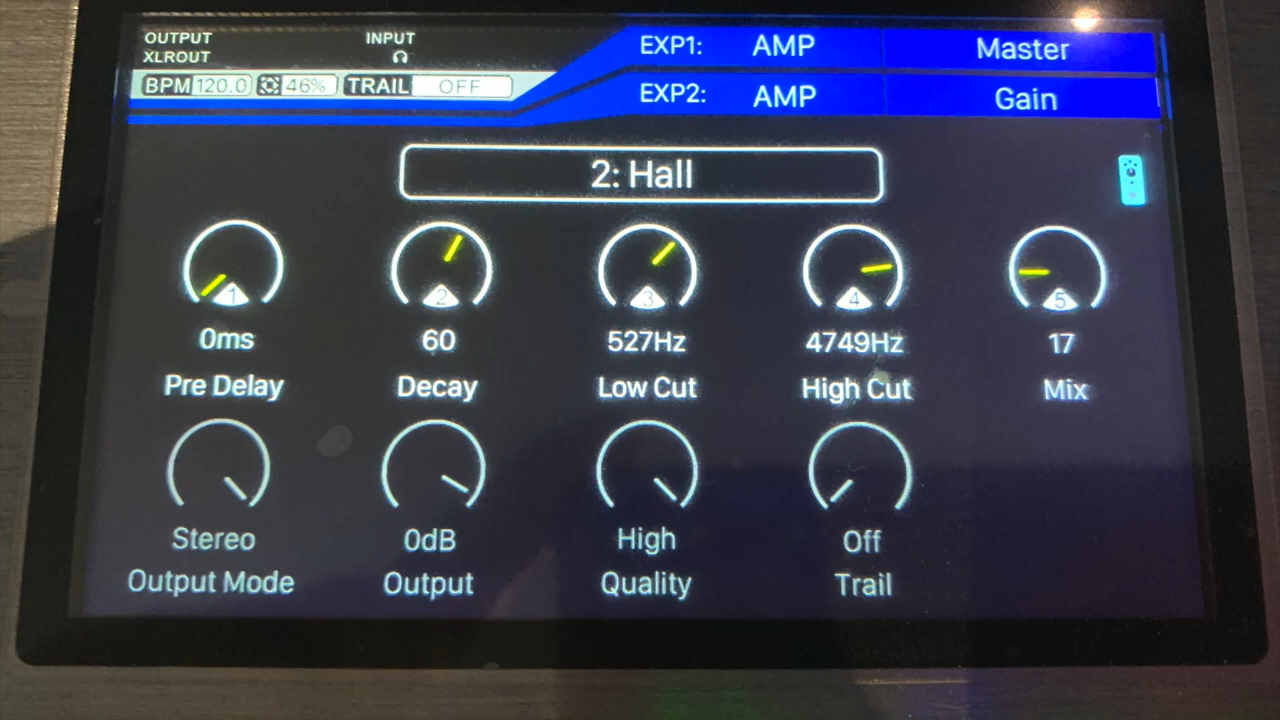 OUTPUT
XLROUT
INPUT
BPM 120.0 46% TRAIL OFF
EXP1: AMP Master
EXP2: AMP Gain
2: Hall
1 2 3 4 5
0ms 60 527Hz 4749Hz 17
Pre Delay Decay Low Cut High Cut Mix
Stereo 0dB High Off
Output Mode Output Quality Trail